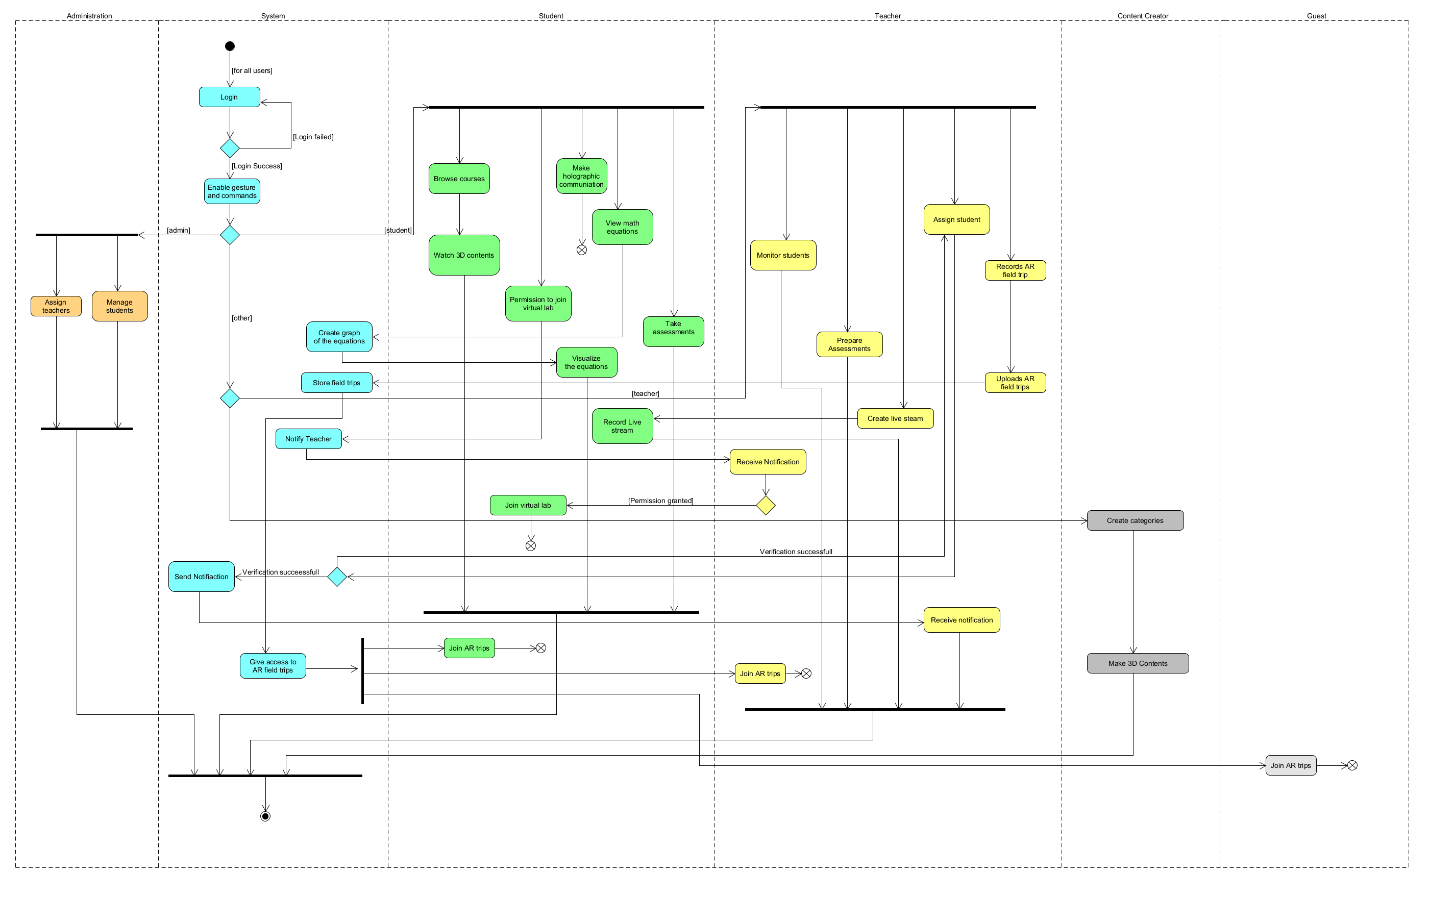 Administration
System
Student
Teacher
Content Creator
Guest
[for all users]
Login
[Login failed]
[Login Success]
Enable gesture
and commands
[admin]
[student]
[other]
Assign
teachers
Manage
students
Browse courses
Make
holographic
communiation
View math
equations
Watch 3D contents
Permission to join
virtual lab
Take
assessments
Create graph
of the equations
Visualize
the equations
Store field trips
[teacher]
Record Live
stream
Notify Teacher
Monitor students
Assign student
Records AR
field trip
Prepare
Assessments
Uploads AR
field trips
Create live steam
Receive Notification
[Permission granted]
Join virtual lab
Create categories
Verification successfull
Verification succeessfull
Send Notifiaction
Receive notification
Join AR trips
Give access to
AR field trips
Join AR trips
Make 3D Contents
Join AR trips